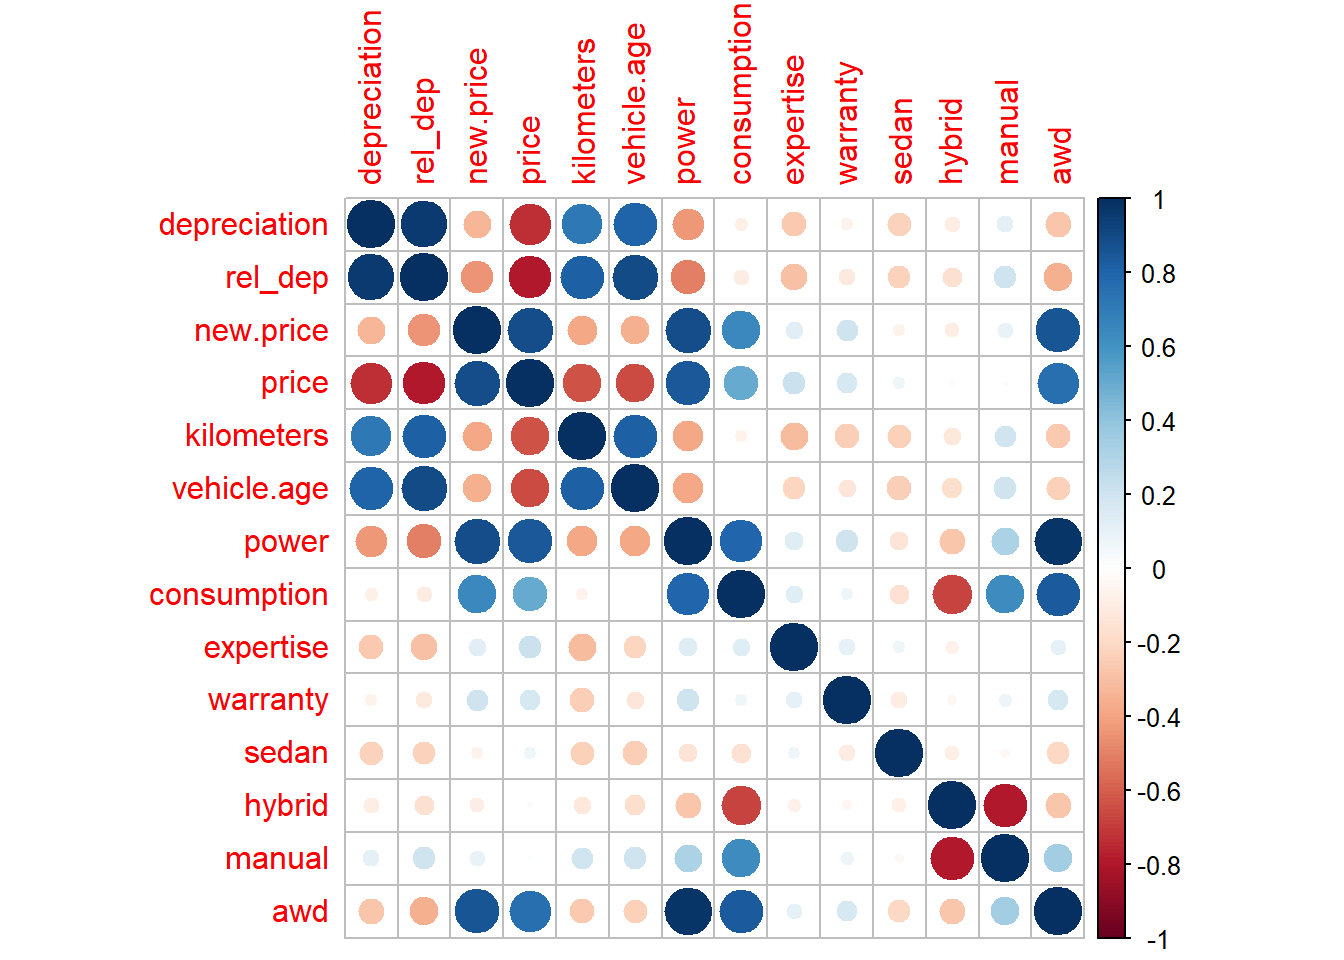 depreciation
rel_dep
new.price
price
kilometers
vehicle.age
power
consumption
expertise
warranty
sedan
hybrid
manual
awd
depreciation
rel_dep
new.price
price
kilometers
vehicle.age
power
consumption
expertise
warranty
sedan
hybrid
manual
awd
1
0.8
0.6
0.4
0.2
0
-0.2
-0.4
-0.6
-0.8
-1